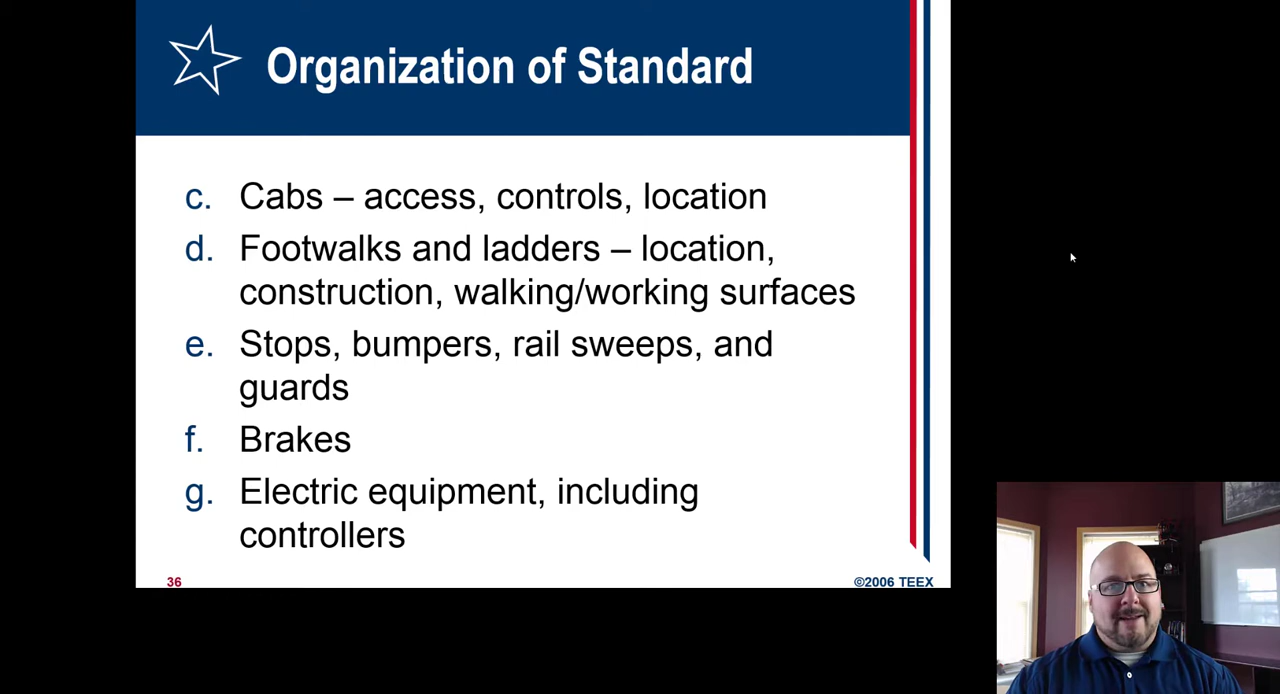 Organization of Standard
c. Cabs – access, controls, location
d. Footwalks and ladders – location,
construction, walking/working surfaces
e. Stops, bumpers, rail sweeps, and
guards
f. Brakes
g. Electric equipment, including
controllers
36
©2006 TEEX